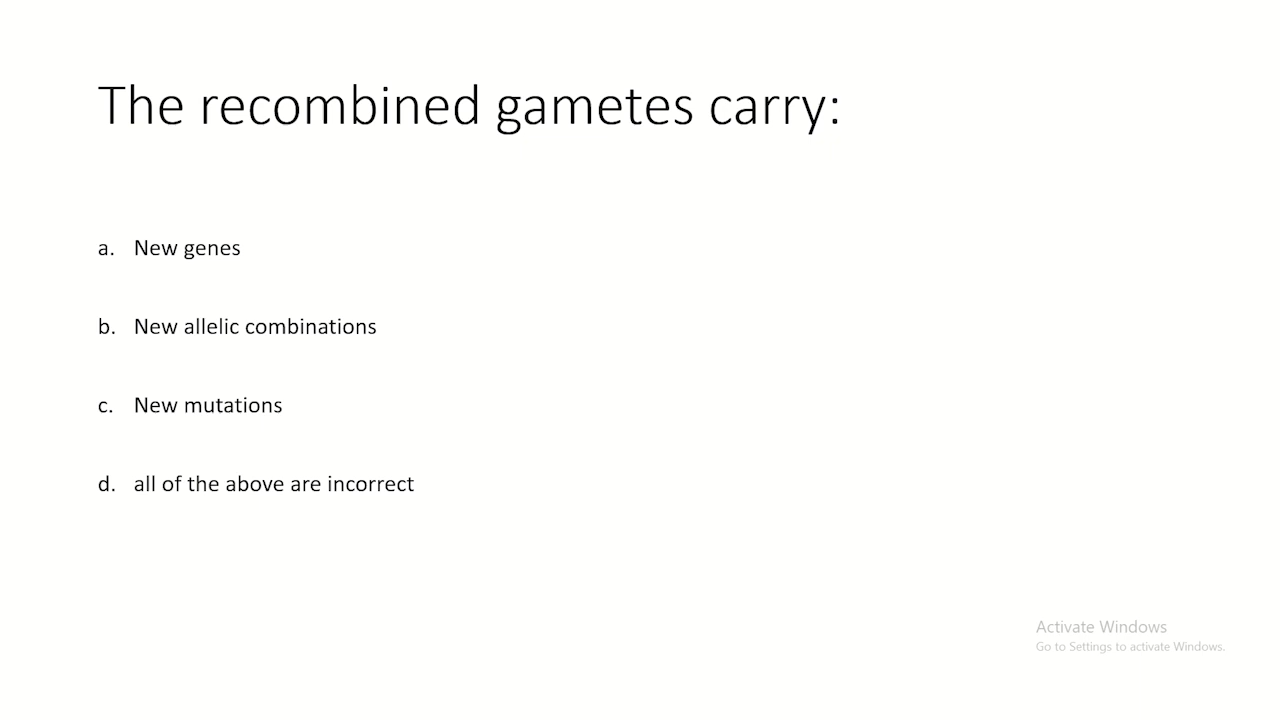 The recombined gametes carry:
a. New genes
b. New allelic combinations
c. New mutations
d. all of the above are incorrect
Activate Windows
Go to Settings to activate Windows.